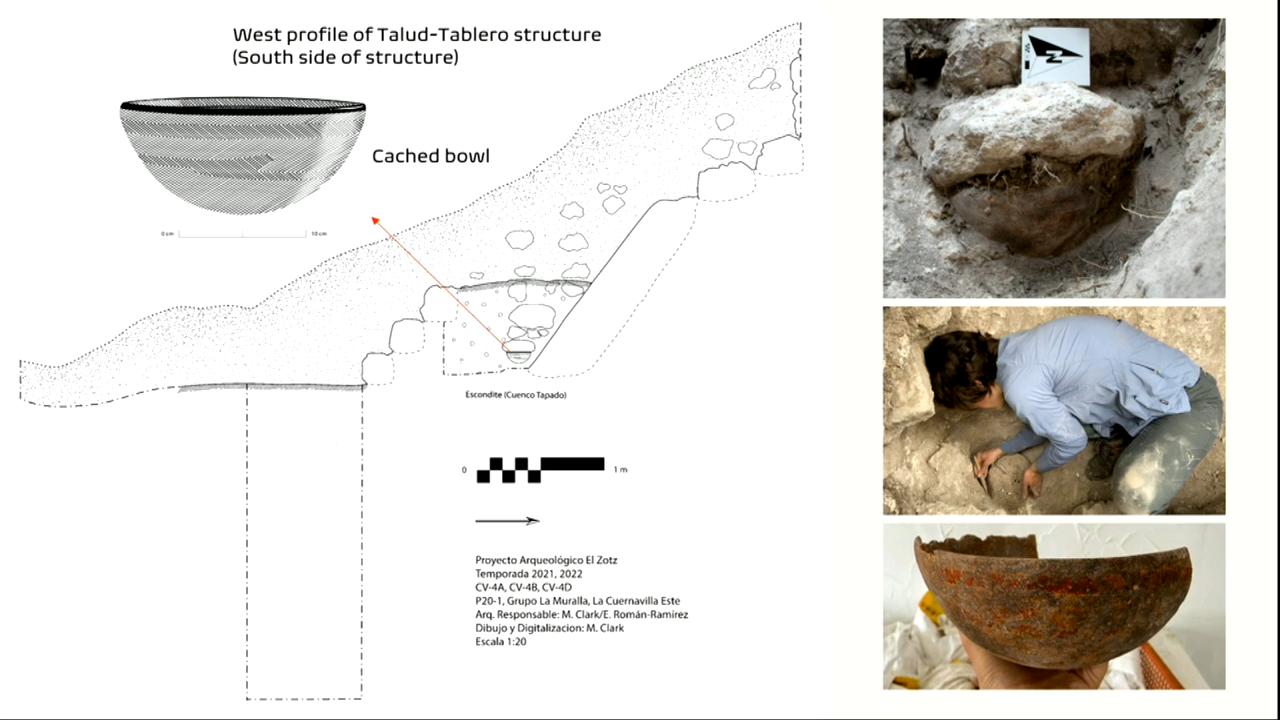 West profile of Talud-Tablero structure
(South side of structure)
Cached bowl
0 cm
10 cm
Escondite (Cuenco Tapado)
0
1 m
Proyecto Arqueológico El Zotz
Temporada 2021, 2022
CV-4A, CV-4B, CV-4D
P20-1, Grupo La Muralla, La Cuernavilla Este
Arq. Responsable: M. Clark/E. Román-Ramírez
Dibujo y Digitalizacion: M. Clark
Escala 1:20
N